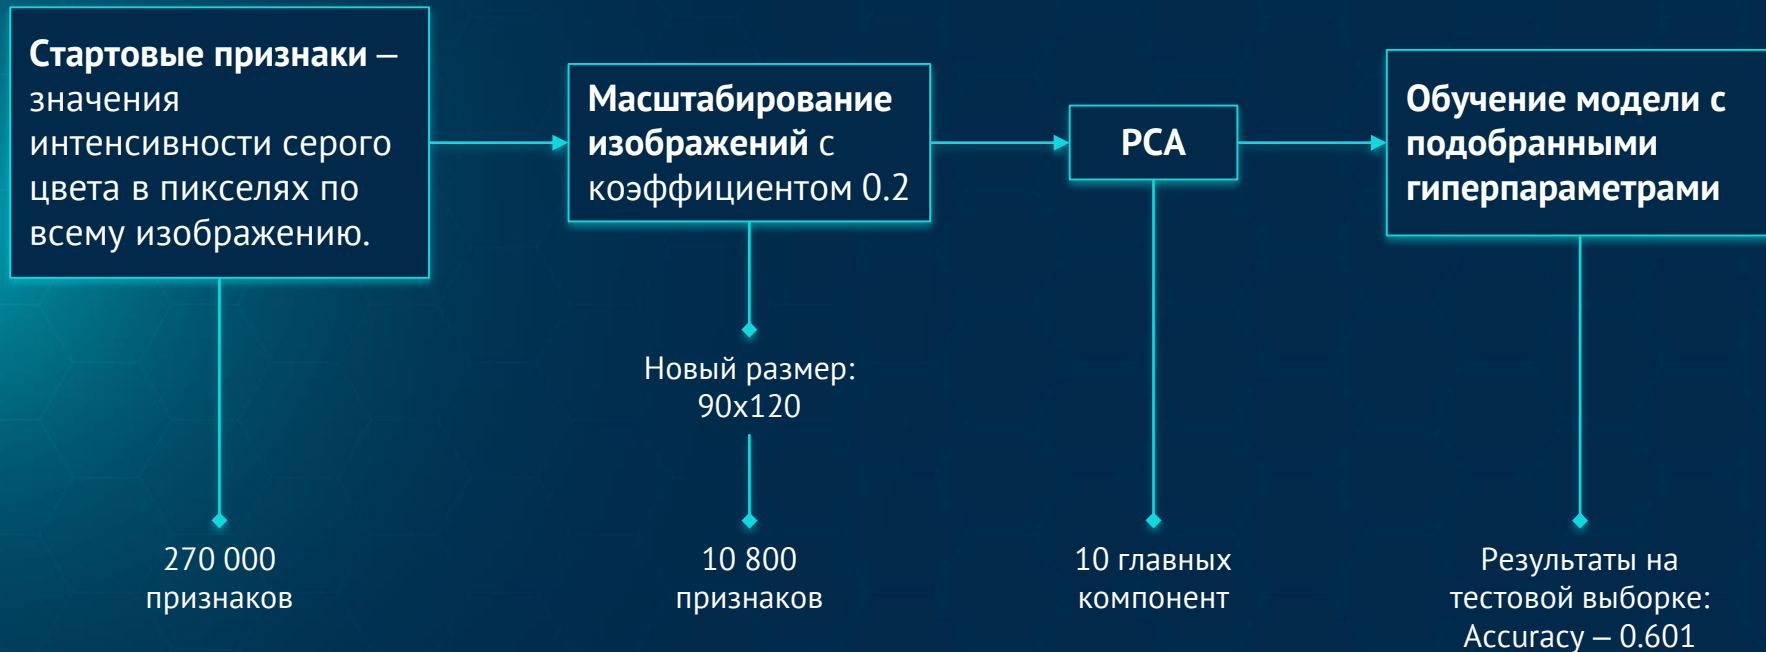 Стартовые признаки –
значения
интенсивности серого
цвета в пикселях по
всему изображению.
Масштабирование
изображений с
коэффициентом 0.2
PCA
Обучение модели с
подобранными
гиперпараметрами
Новый размер:
90x120
270 000
признаков
10 800
признаков
10 главных
компонент
Результаты на
тестовой выборке:
Accuracy – 0.601